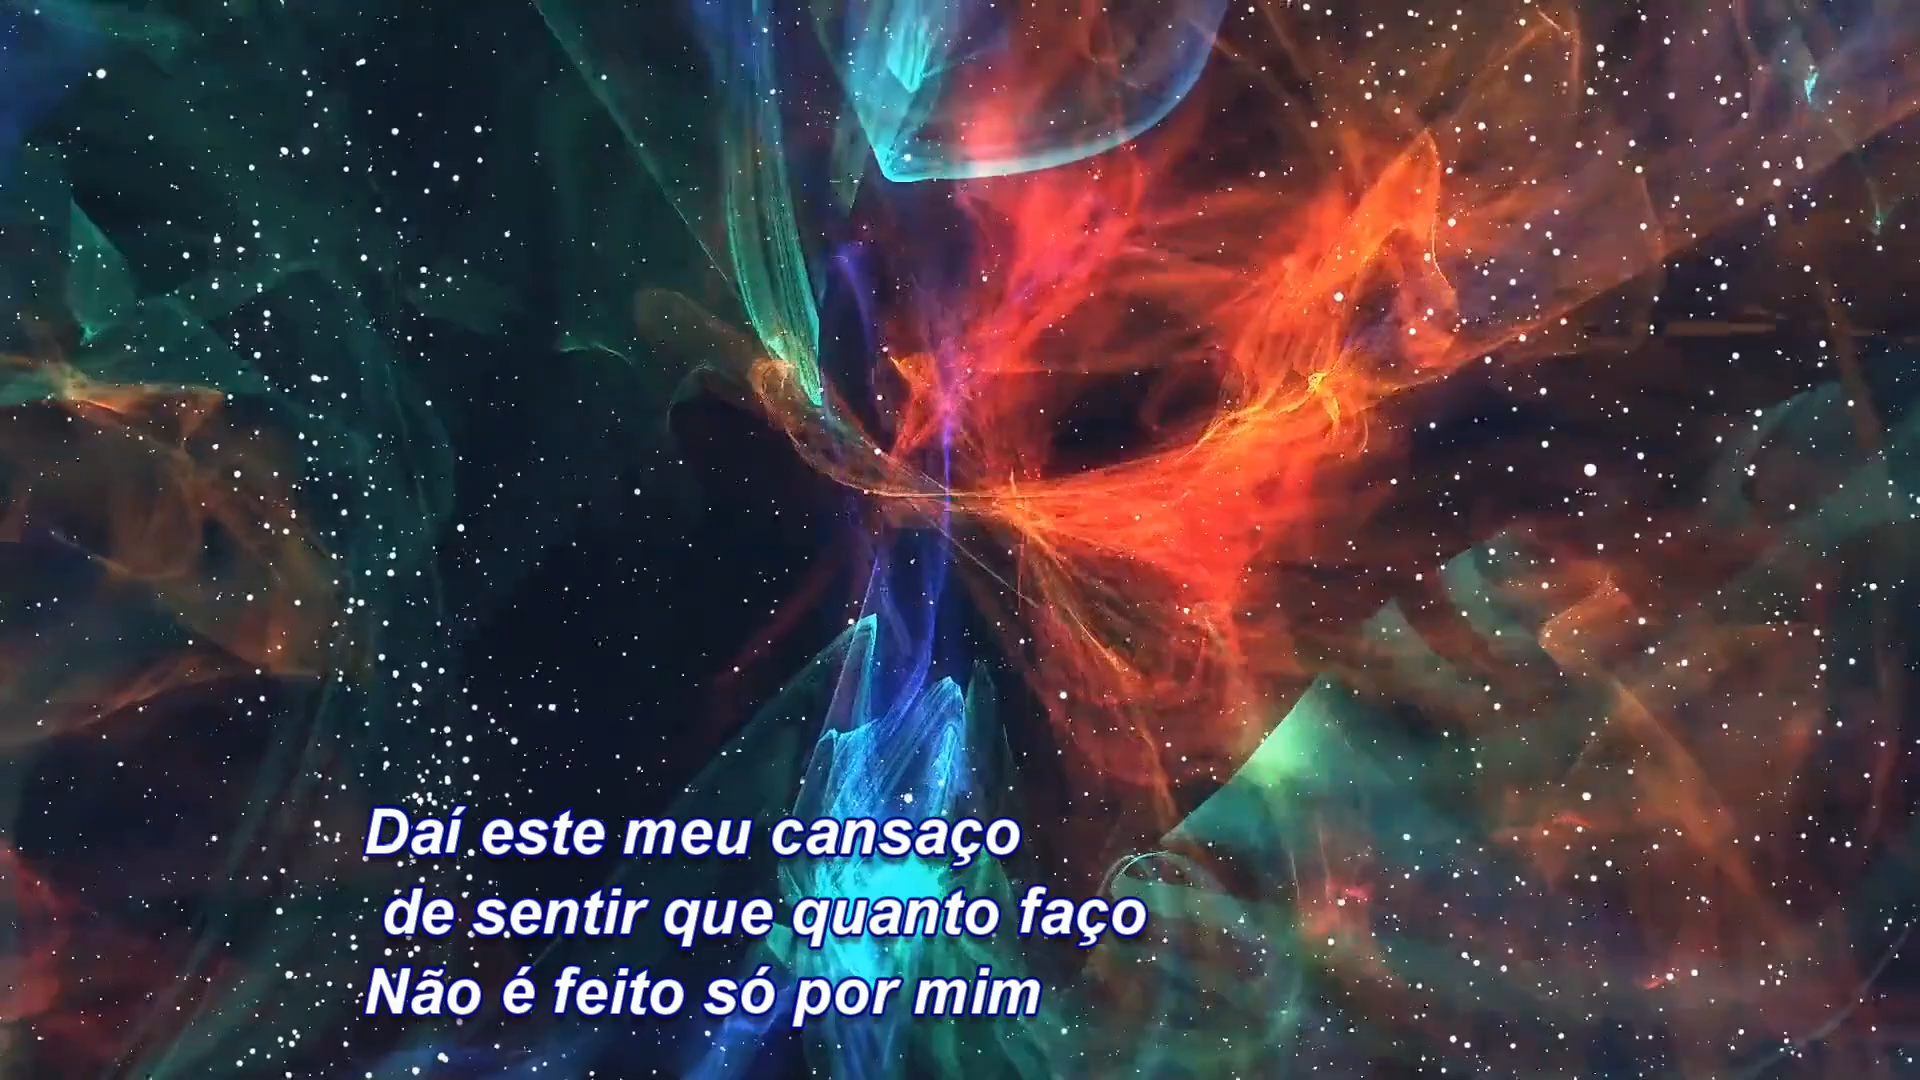 Daí este meu cansaço
de sentir que quanto faço
Não é feito só por mim